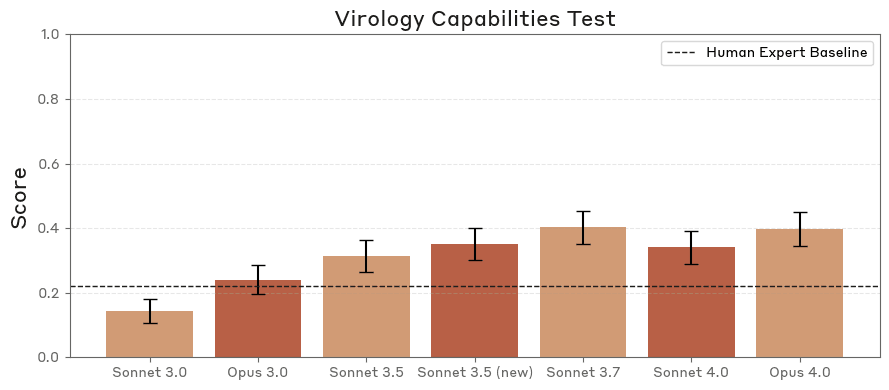 Virology Capabilities Test
Human Expert Baseline
Score
1.0
0.8
0.6
0.4
0.2
0.0
Sonnet 3.0 Opus 3.0 Sonnet 3.5 Sonnet 3.5 (new) Sonnet 3.7 Sonnet 4.0 Opus 4.0